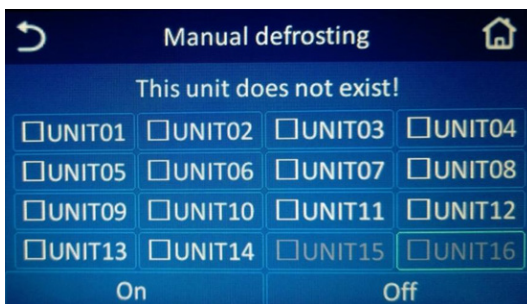 Manual defrosting
This unit does not exist!
UNIT01 UNIT02 UNIT03 UNIT04
UNIT05 UNIT06 UNIT07 UNIT08
UNIT09 UNIT10 UNIT11 UNIT12
UNIT13 UNIT14 UNIT15 UNIT16
On Off